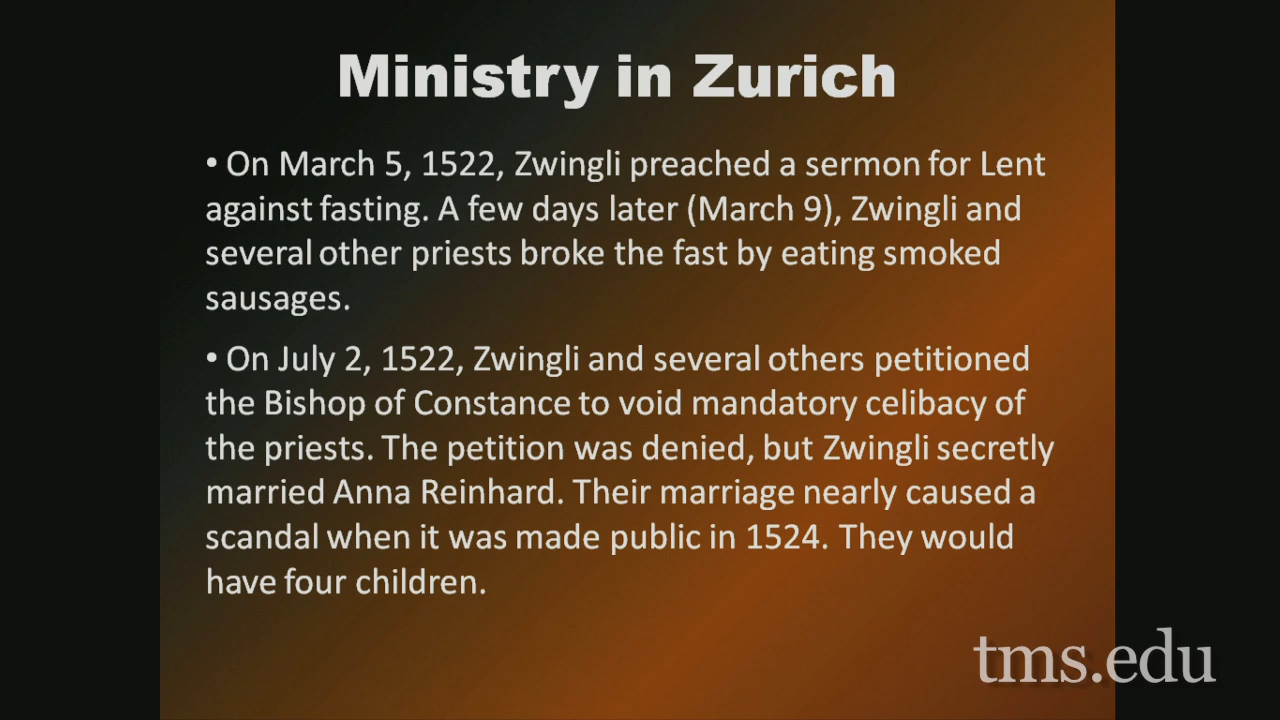 Ministry in Zurich
• On March 5, 1522, Zwingli preached a sermon for Lent
against fasting. A few days later (March 9), Zwingli and
several other priests broke the fast by eating smoked
sausages.
• On July 2, 1522, Zwingli and several others petitioned
the Bishop of Constance to void mandatory celibacy of
the priests. The petition was denied, but Zwingli secretly
married Anna Reinhard. Their marriage nearly caused a
scandal when it was made public in 1524. They would
have four children.
tms.edu